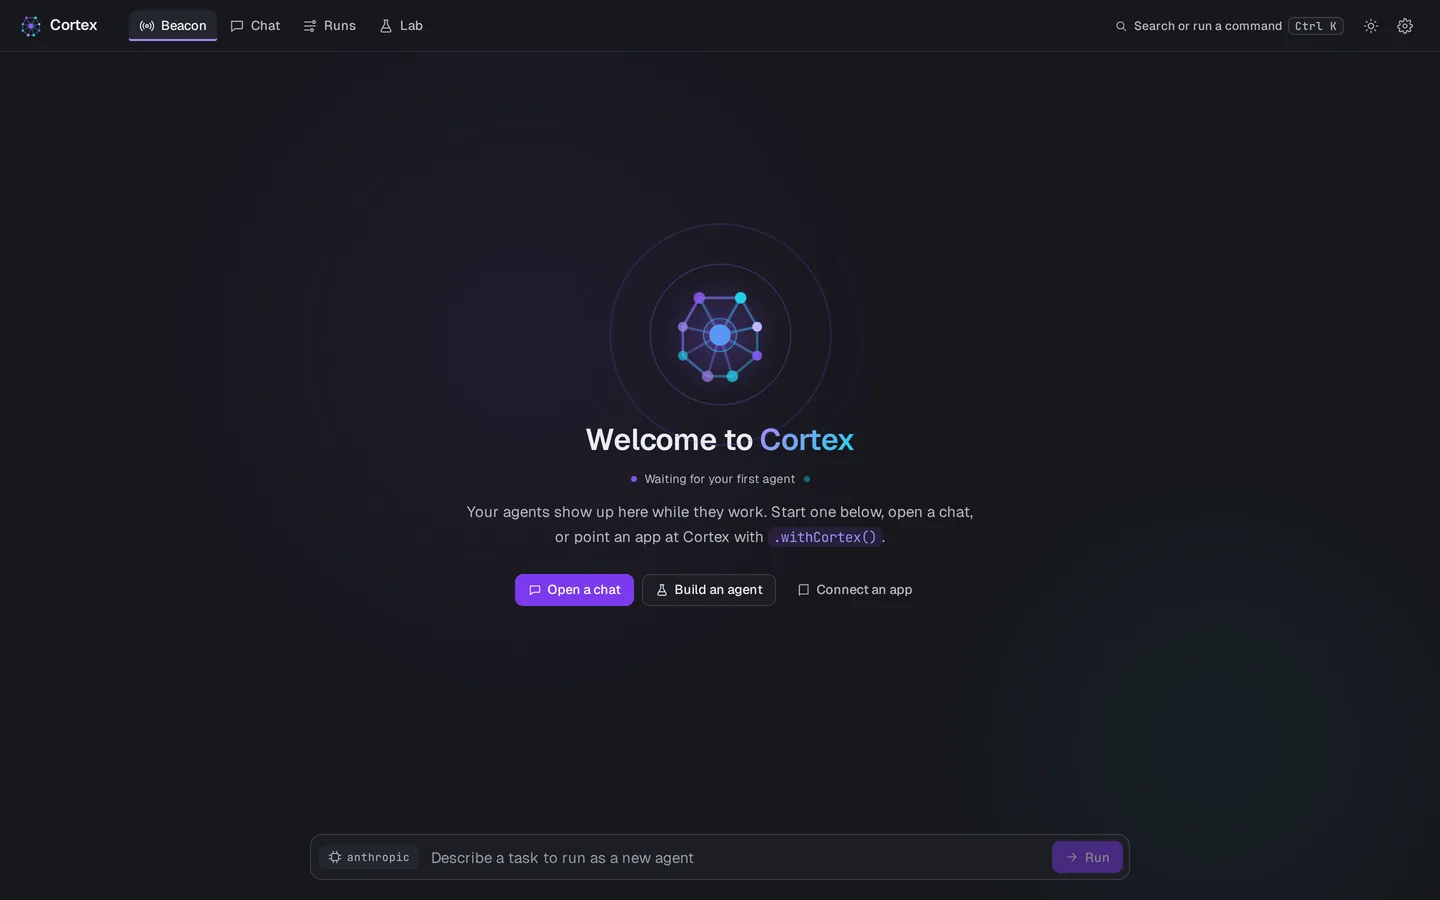 Cortex
Beacon
Chat
Runs
Lab
Search or run a command Ctrl K
Welcome to Cortex
Waiting for your first agent
Your agents show up here while they work. Start one below, open a chat,
or point an app at Cortex with .withCortex().
Open a chat
Build an agent
Connect an app
anthropic
Describe a task to run as a new agent
Run